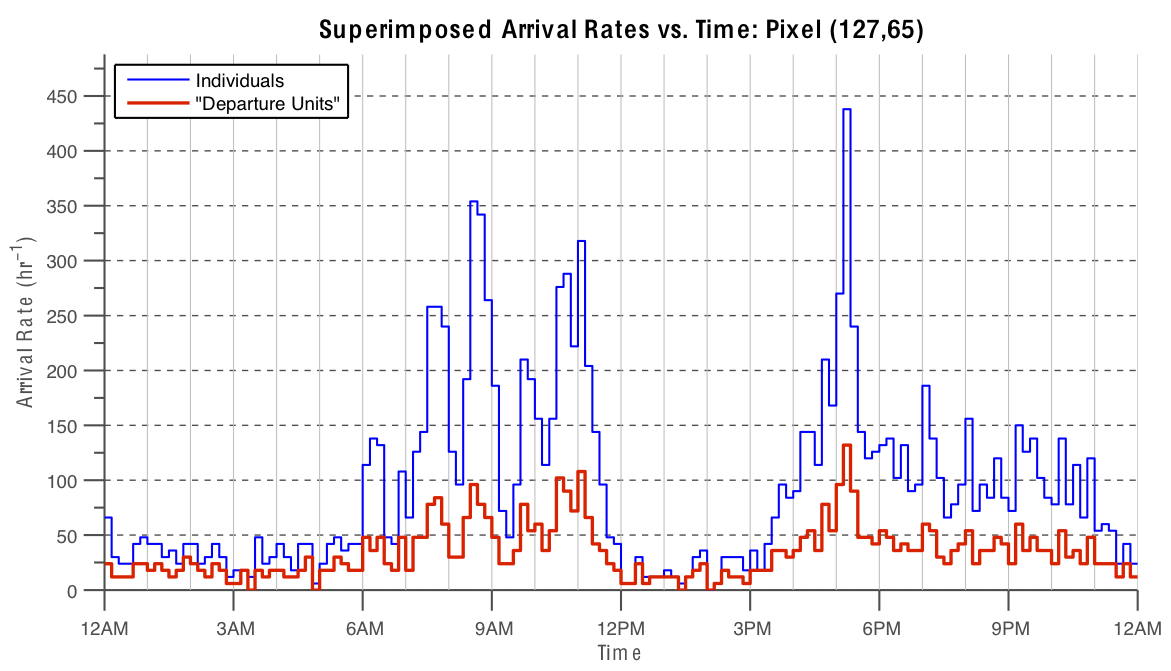 Superimposed Arrival Rates vs. Time: Pixel (127,65)
Individuals
"Departure Units"
450
400
350
300
250
200
150
100
50
0
Arrival Rate (hr⁻¹)
12AM 3AM 6AM 9AM 12PM 3PM 6PM 9PM 12AM
Time